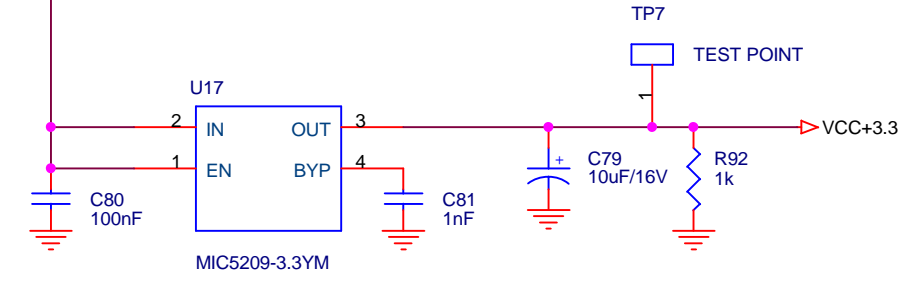 TP7
TEST POINT
1
U17
2
IN
OUT
3
VCC+3.3
1
EN
BYP
4
C79
10uF/16V
R92
1k
C80
100nF
C81
1nF
MIC5209-3.3YM